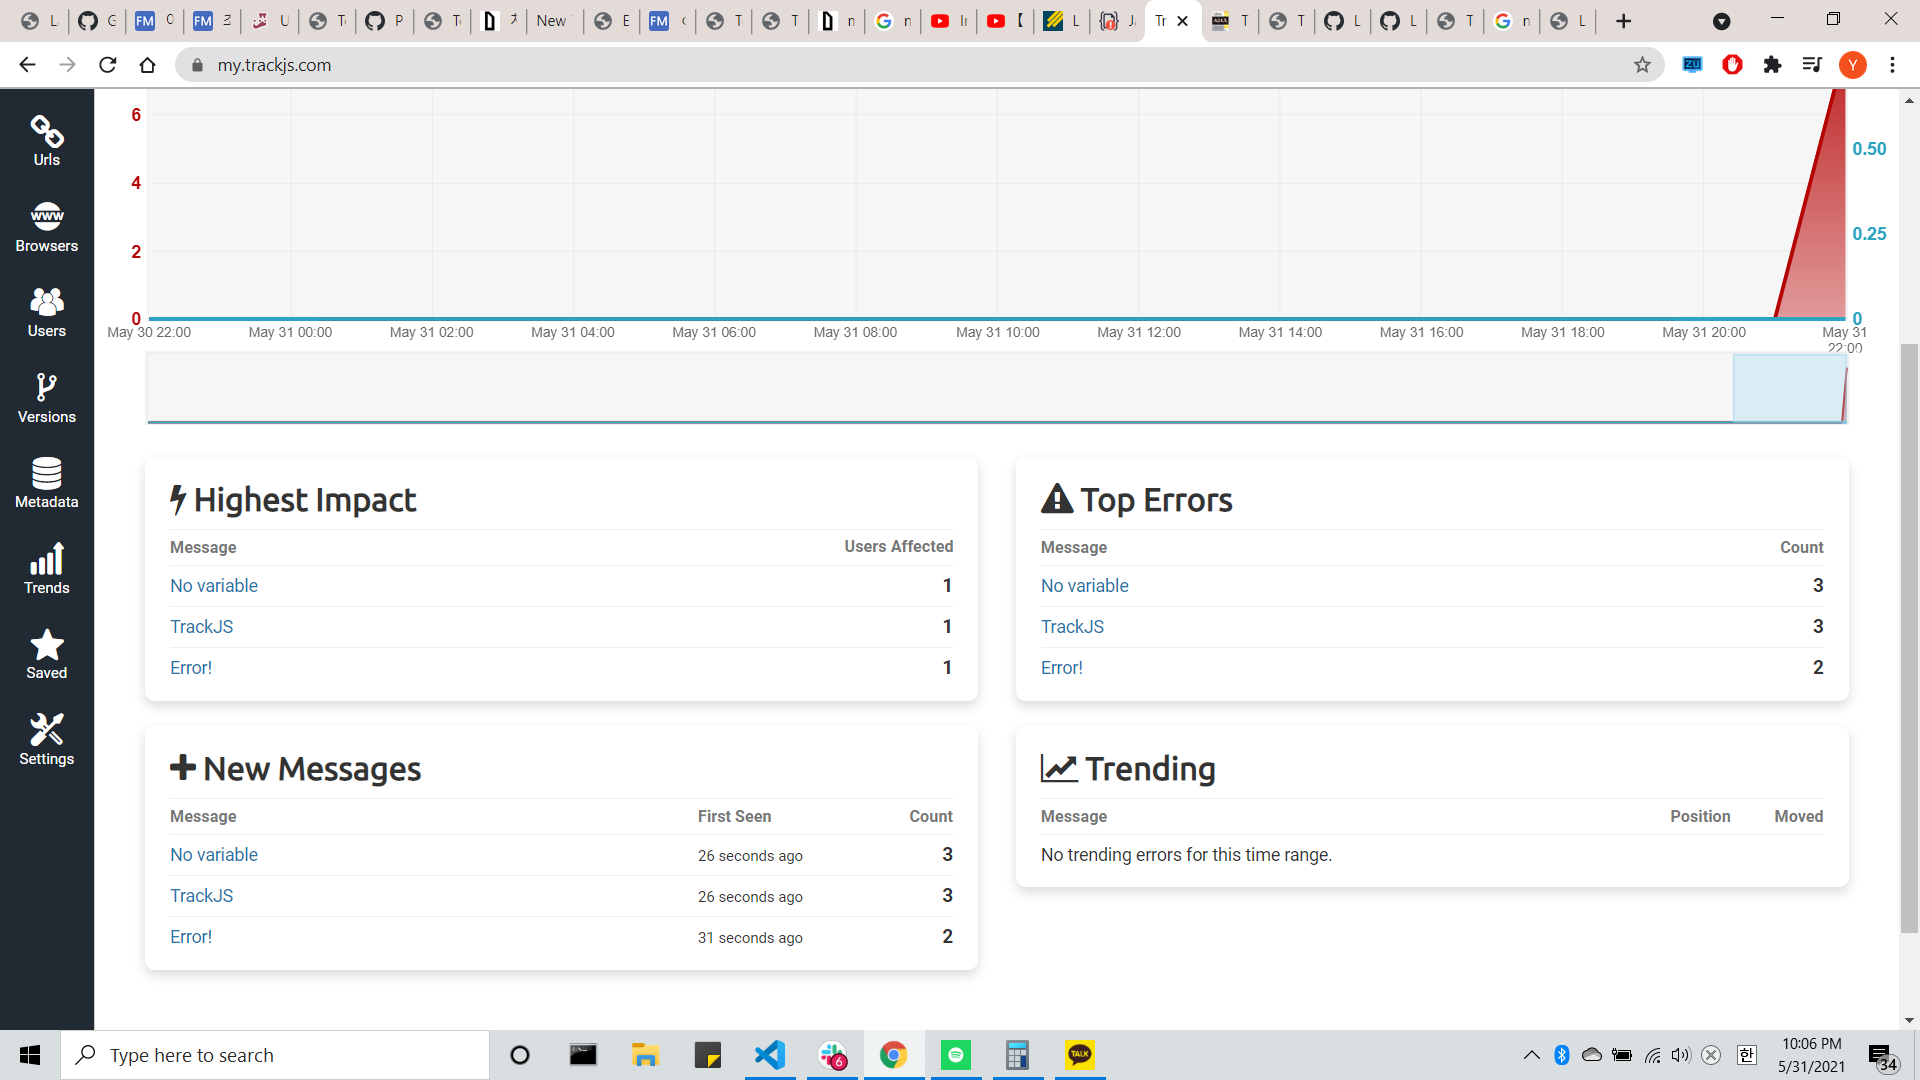 New
Tr
my.trackjs.com
Y
Urls
Browsers
Users
Versions
Metadata
Trends
Saved
Settings
6
4
2
0
0.50
0.25
0
May 30 22:00 May 31 00:00 May 31 02:00 May 31 04:00 May 31 06:00 May 31 08:00 May 31 10:00 May 31 12:00 May 31 14:00 May 31 16:00 May 31 18:00 May 31 20:00 May 31
22:00
Highest Impact
Message Users Affected
No variable 1
TrackJS 1
Error! 1
Top Errors
Message Count
No variable 3
TrackJS 3
Error! 2
New Messages
Message First Seen Count
No variable 26 seconds ago 3
TrackJS 26 seconds ago 3
Error! 31 seconds ago 2
Trending
Message Position Moved
No trending errors for this time range.
Type here to search
6
TALK
한
10:06 PM
5/31/2021
34